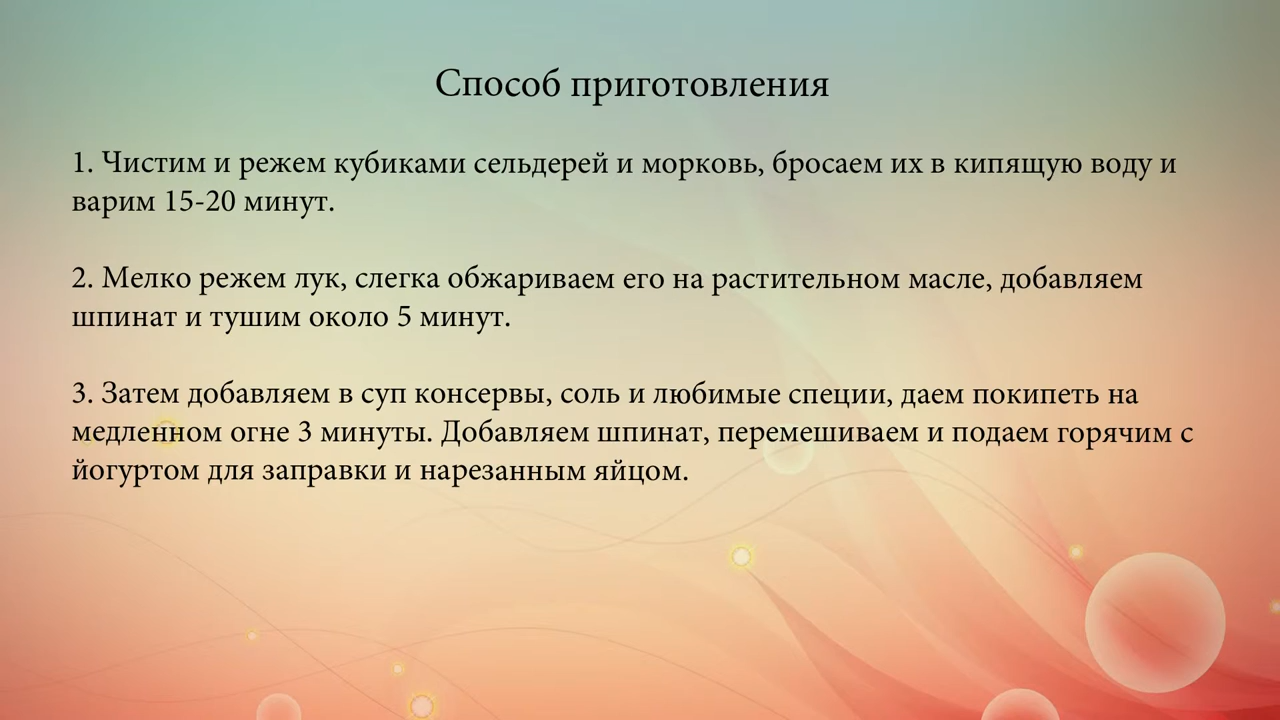 Способ приготовления
1. Чистим и режем кубиками сельдерей и морковь, бросаем их в кипящую воду и
варим 15-20 минут.
2. Мелко режем лук, слегка обжариваем его на растительном масле, добавляем
шпинат и тушим около 5 минут.
3. Затем добавляем в суп консервы, соль и любимые специи, даем покипеть на
медленном огне 3 минуты. Добавляем шпинат, перемешиваем и подаем горячим с
йогуртом для заправки и нарезанным яйцом.